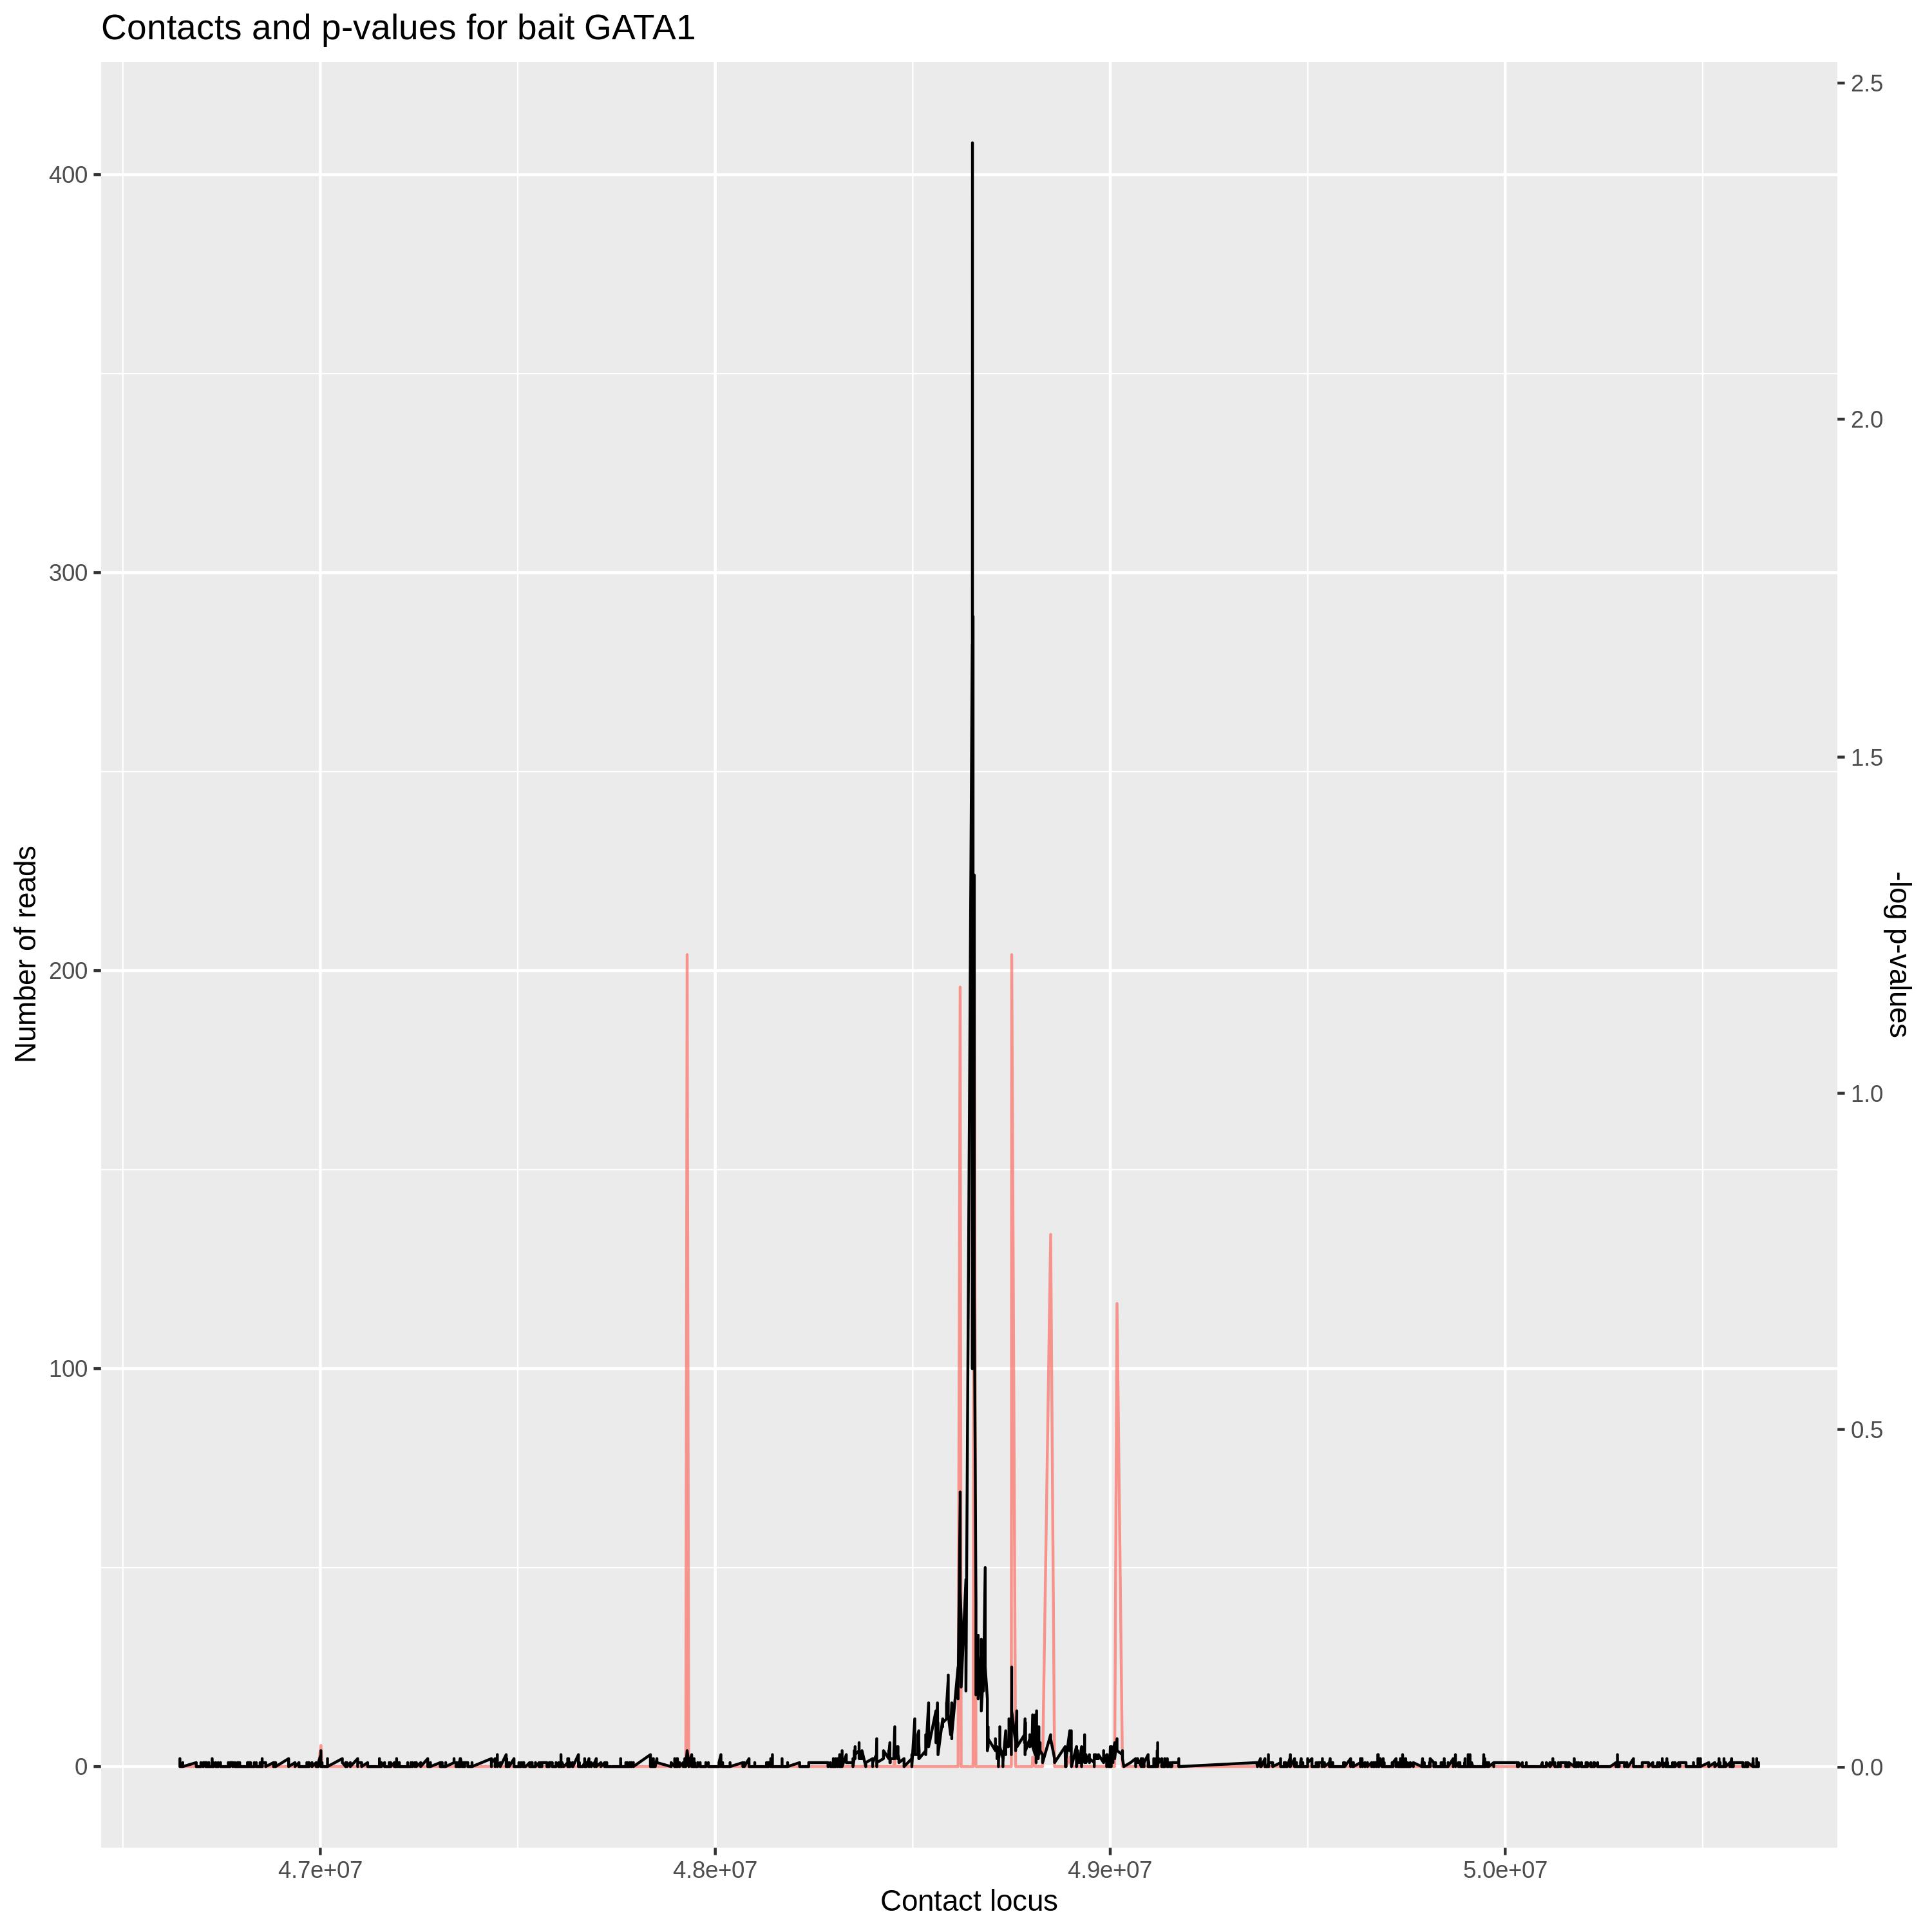 Contacts and p-values for bait GATA1
Number of reads
400
300
200
100
0
2.5
2.0
1.5
1.0
0.5
0.0
-log p-values
4.7e+07 4.8e+07 4.9e+07 5.0e+07
Contact locus